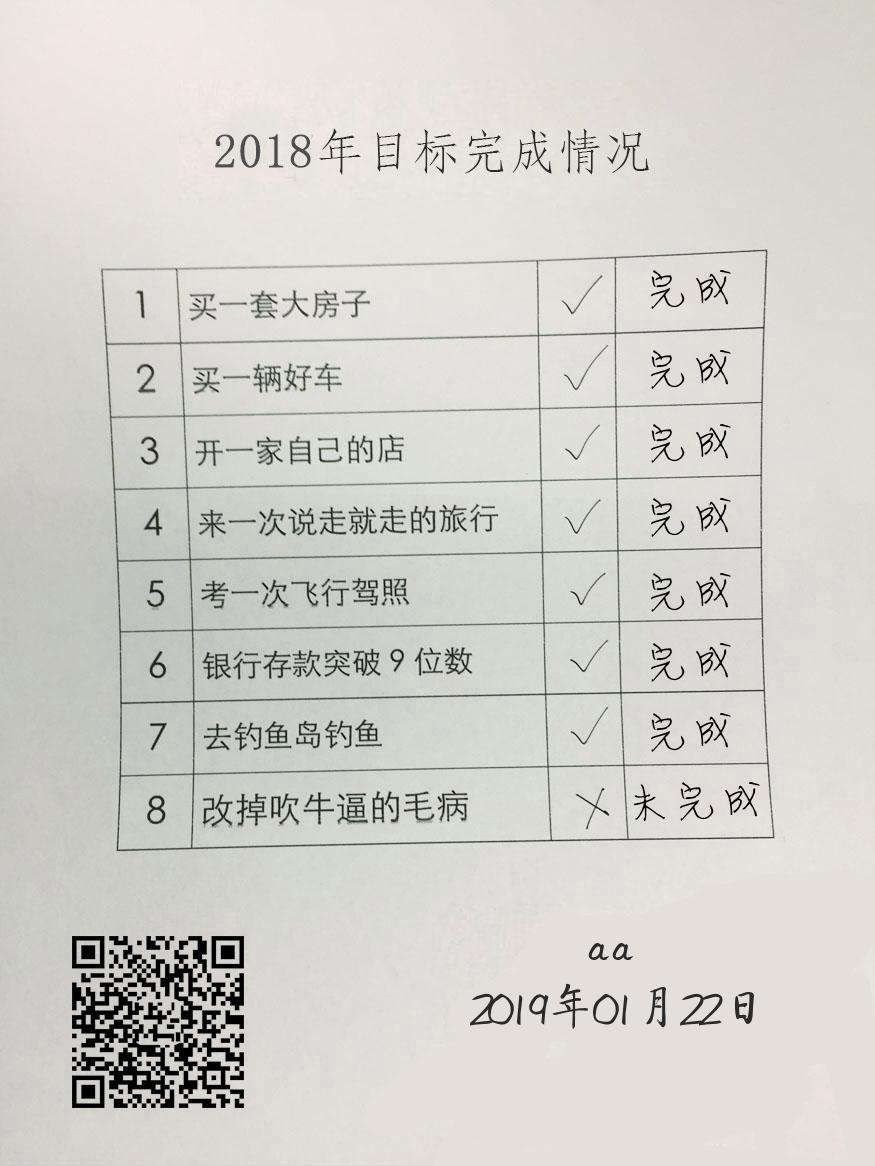 2018年目标完成情况
1 买一套大房子 ✓ 完成
2 买一辆好车 ✓ 完成
3 开一家自己的店 ✓ 完成
4 来一次说走就走的旅行 ✓ 完成
5 考一次飞行驾照 ✓ 完成
6 银行存款突破9位数 ✓ 完成
7 去钓鱼岛钓鱼 ✓ 完成
8 改掉吹牛逼的毛病 ✗ 未完成
aa
2019年01月22日